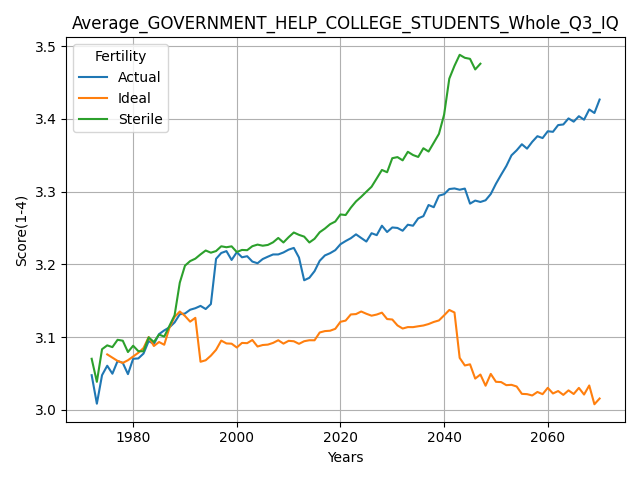 Average_GOVERNMENT_HELP_COLLEGE_STUDENTS_Whole_Q3_IQ
3.5
3.4
3.3
3.2
3.1
3.0
Score(1-4)
Fertility
Actual
Ideal
Sterile
1980
2000
2020
2040
2060
Years